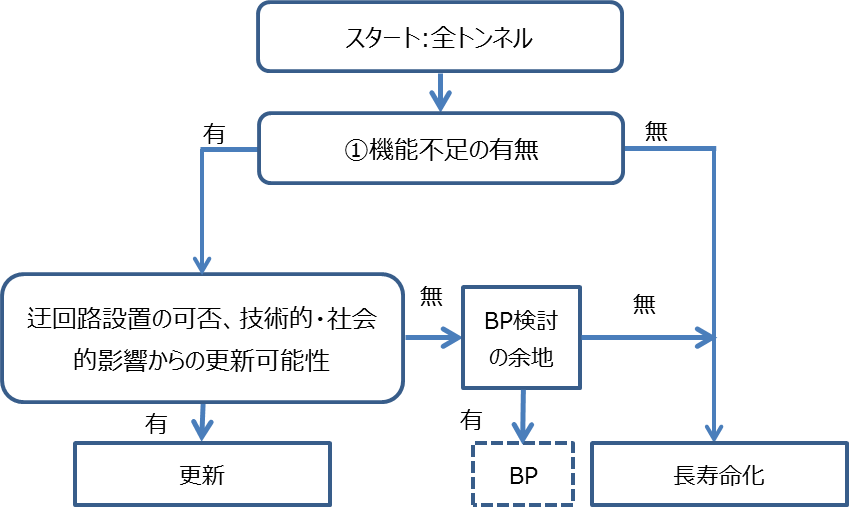 スタート：全トンネル
有
無
①機能不足の有無
迂回路設置の可否、技術的・社会
的影響からの更新可能性
無
BP検討
の余地
無
有
有
更新
BP
長寿命化